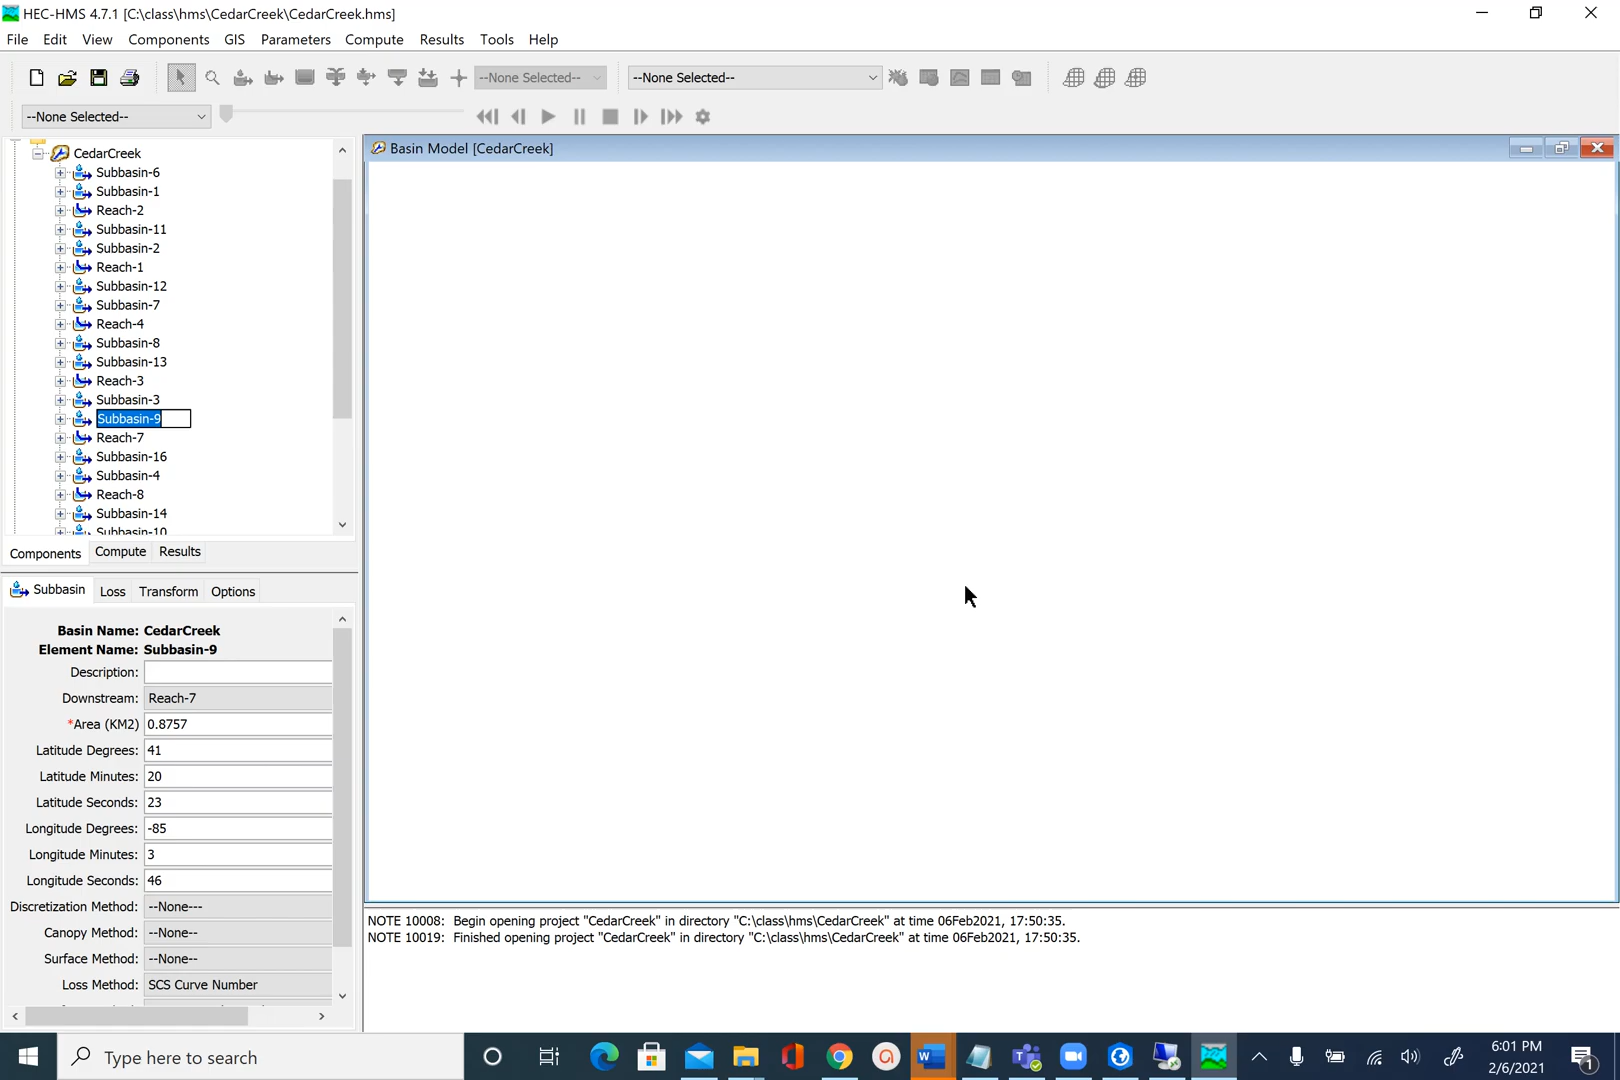 HEC-HMS 4.7.1 [C:\class\hms\CedarCreek\CedarCreek.hms]
File Edit View Components GIS Parameters Compute Results Tools Help
--None Selected-- --None Selected--
--None Selected--
CedarCreek
Subbasin-6
Subbasin-1
Reach-2
Subbasin-11
Subbasin-2
Reach-1
Subbasin-12
Subbasin-7
Reach-4
Subbasin-8
Subbasin-13
Reach-3
Subbasin-3
Subbasin-9
Reach-7
Subbasin-16
Subbasin-4
Reach-8
Subbasin-14
Subbasin-10
Components Compute Results
Subbasin Loss Transform Options
Basin Name: CedarCreek
Element Name: Subbasin-9
Description:
Downstream: Reach-7
*Area (KM2) 0.8757
Latitude Degrees: 41
Latitude Minutes: 20
Latitude Seconds: 23
Longitude Degrees: -85
Longitude Minutes: 3
Longitude Seconds: 46
Discretization Method: --None---
Canopy Method: --None--
Surface Method: --None--
Loss Method: SCS Curve Number
Basin Model [CedarCreek]
NOTE 10008: Begin opening project "CedarCreek" in directory "C:\class\hms\CedarCreek" at time 06Feb2021, 17:50:35.
NOTE 10019: Finished opening project "CedarCreek" in directory "C:\class\hms\CedarCreek" at time 06Feb2021, 17:50:35.
Type here to search
6:01 PM
2/6/2021
1